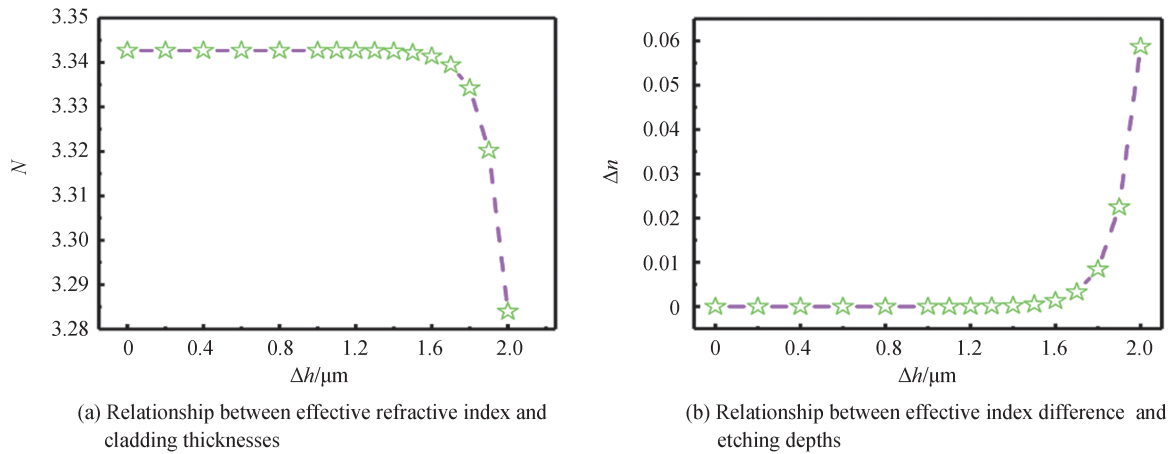 3.35
3.34
3.33
3.32
3.31
3.30
3.29
3.28
N
0 0.4 0.8 1.2 1.6 2.0
Δh/μm
(a) Relationship between effective refractive index and
cladding thicknesses
0.06
0.05
0.04
0.03
0.02
0.01
0
Δn
0 0.4 0.8 1.2 1.6 2.0
Δh/μm
(b) Relationship between effective index difference and
etching depths